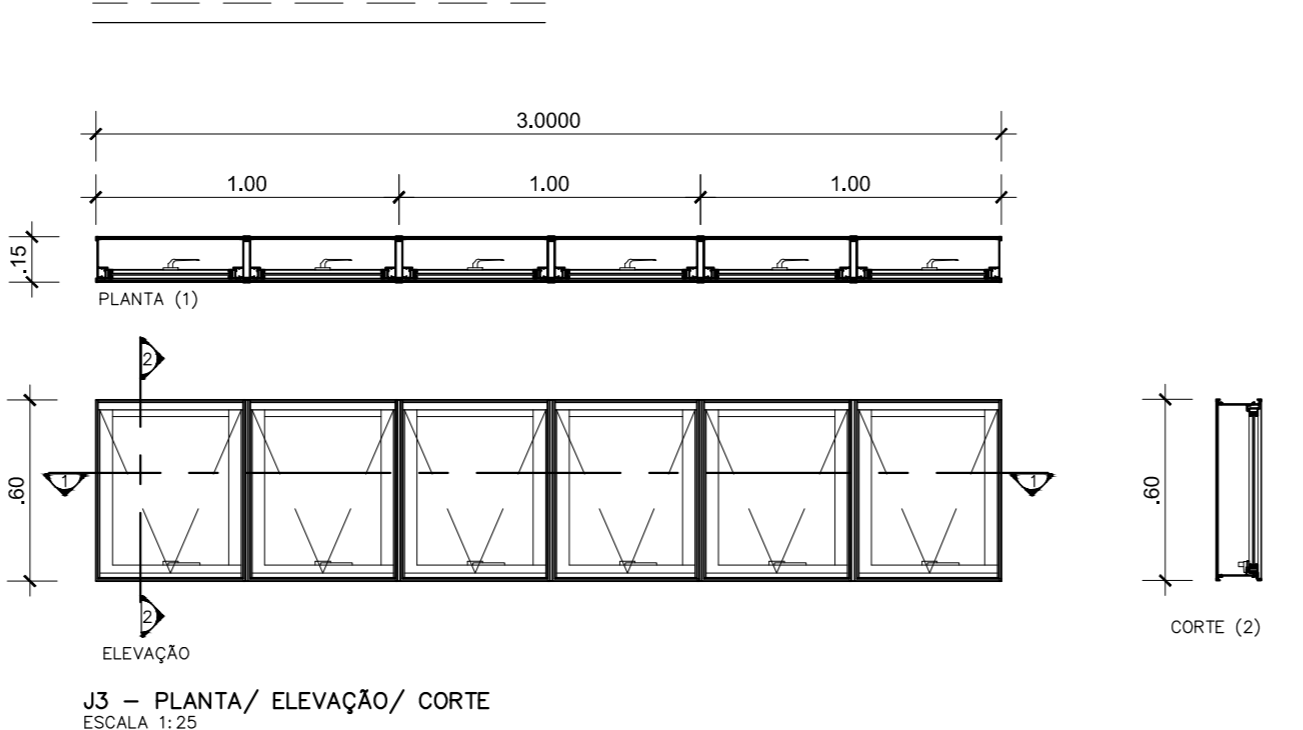 3.0000
1.00 1.00 1.00
.15
PLANTA (1)
2
.60
1 1
.60
2
CORTE (2)
ELEVAÇÃO
J3 – PLANTA/ ELEVAÇÃO/ CORTE
ESCALA 1:25